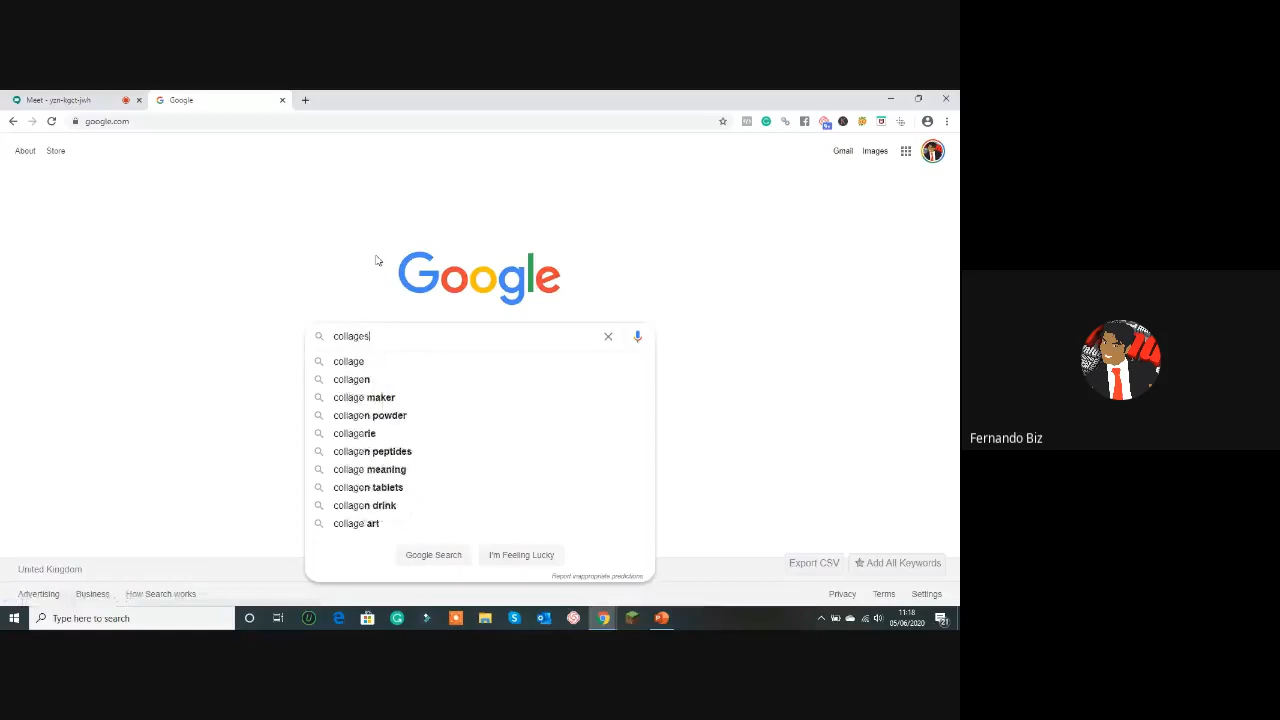 Meet - yzn-kgct-jwh
Google
google.com
About Store
Gmail Images
Google
collages
collage
collagen
collage maker
collagen powder
collagerie
collagen peptides
collage meaning
collagen tablets
collagen drink
collage art
Google Search I'm Feeling Lucky
Report inappropriate predictions
United Kingdom
Export CSV Add All Keywords
Advertising Business How Search works
Privacy Terms Settings
Type here to search
11:18
05/06/2020
Fernando Biz